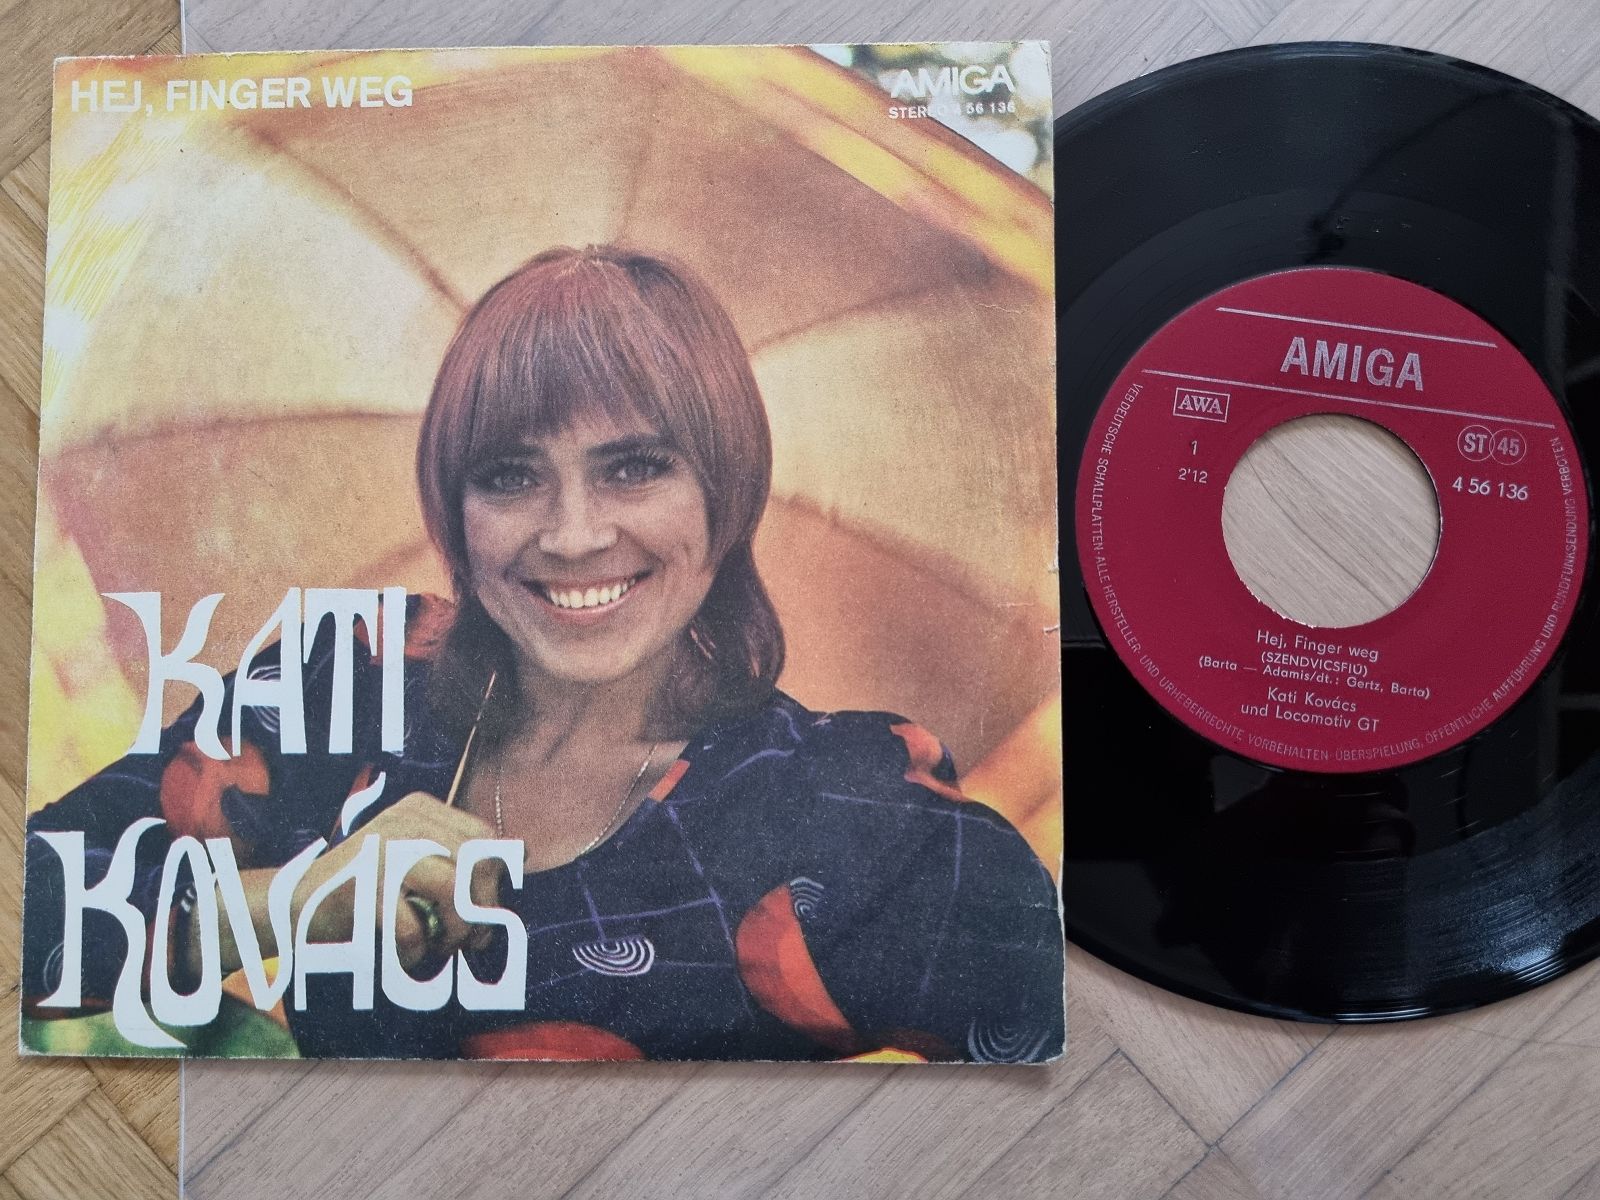 HEJ, FINGER WEG
AMIGA
STEREO 4 56 136
KATI
KOVÁCS
AMIGA
AWA
ST 45
1
2'12
4 56 136
Hej, Finger weg
(SZENDVICSFIÚ)
(Barta — Adamis/dt.: Gertz, Barta)
Kati Kovács
und Locomotiv GT
VEB DEUTSCHE SCHALLPLATTEN · ALLE HERSTELLER- UND URHEBERRECHTE VORBEHALTEN · ÜBERSPIELUNG, ÖFFENTLICHE AUFFÜHRUNG UND RUNDFUNKSENDUNG VERBOTEN